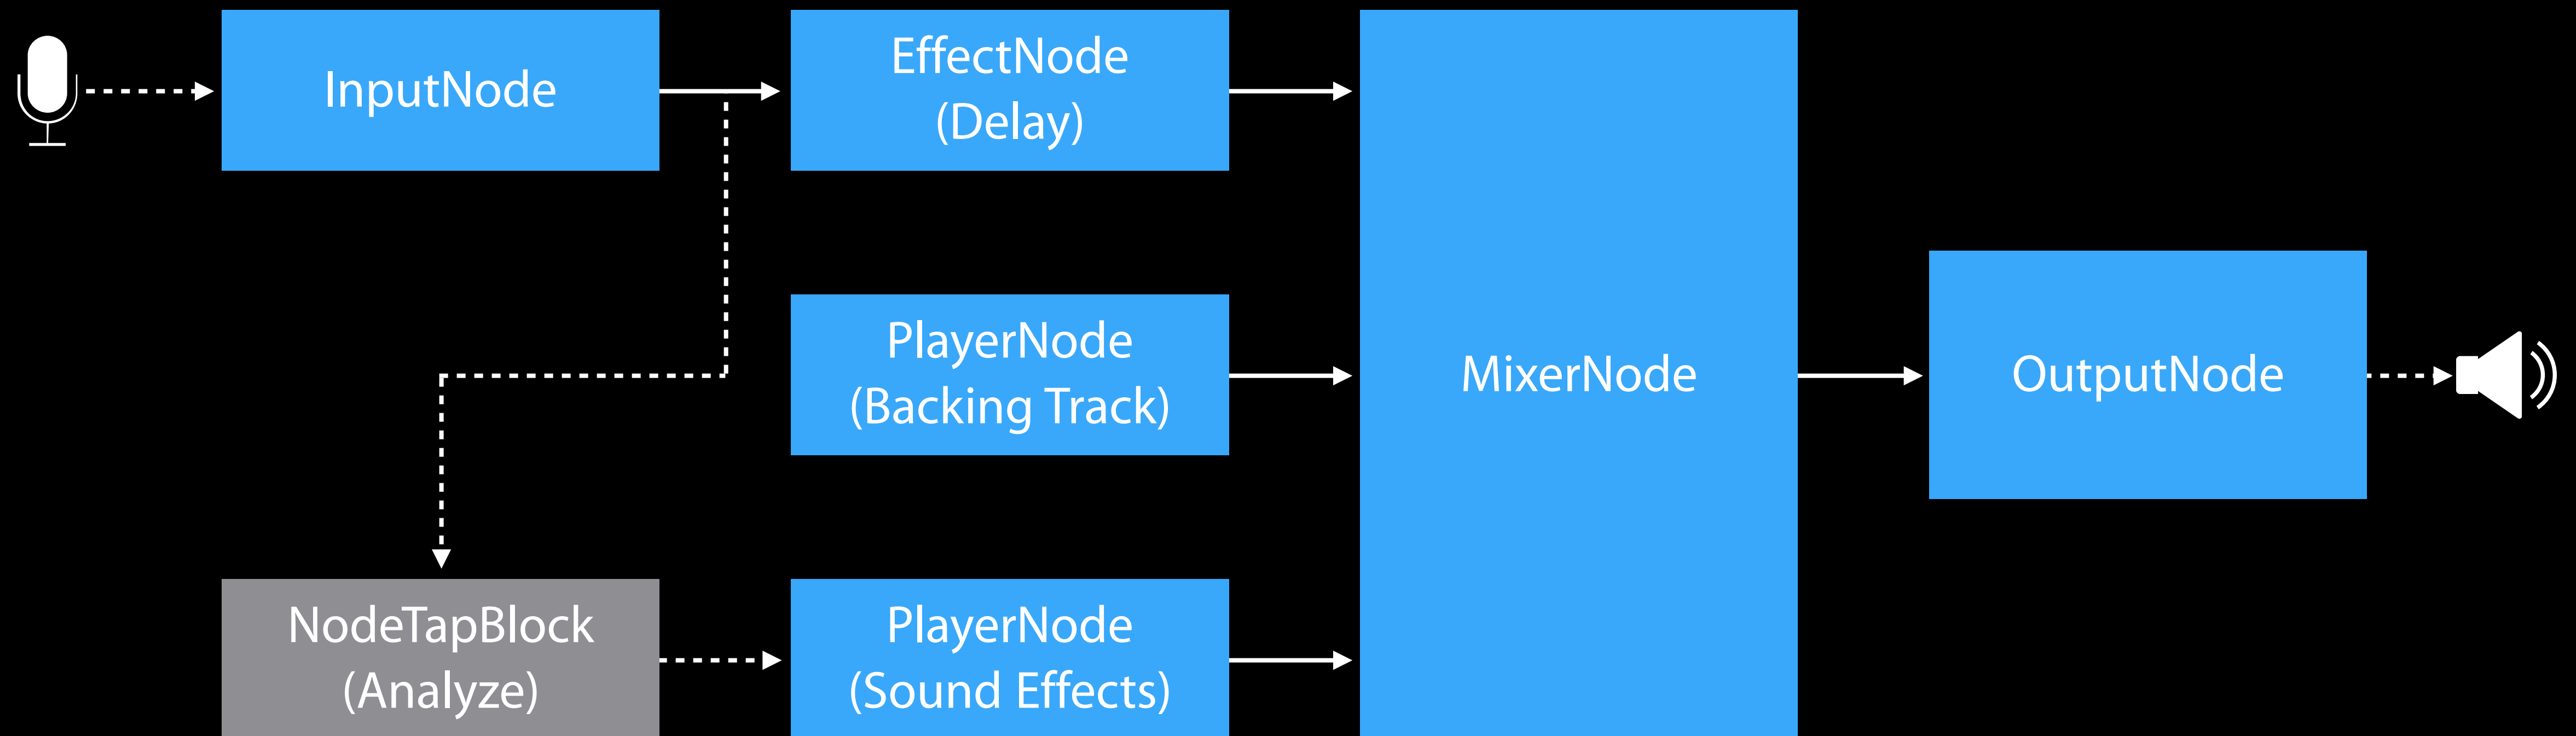 InputNode
EffectNode
(Delay)
PlayerNode
(Backing Track)
MixerNode
OutputNode
NodeTapBlock
(Analyze)
PlayerNode
(Sound Effects)